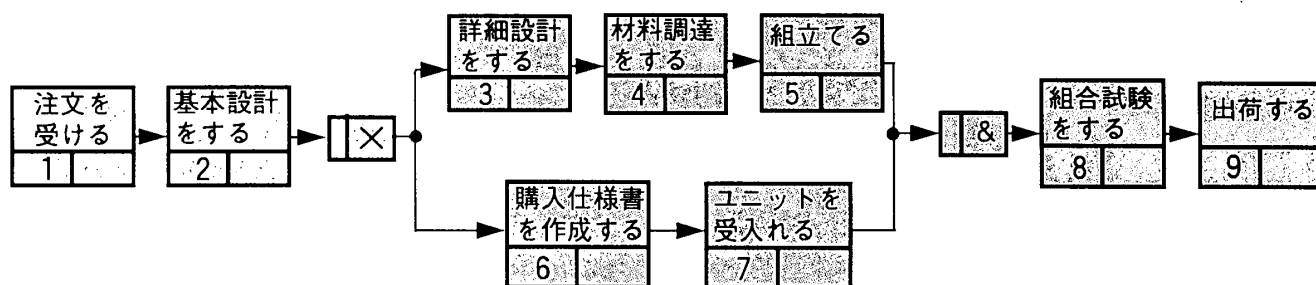 注文を
受ける
1
基本設計
をする
2
×
詳細設計
をする
3
材料調達
をする
4
組立てる
5
購入仕様書
を作成する
6
ユニットを
受入れる
7
&
組合試験
をする
8
出荷する
9